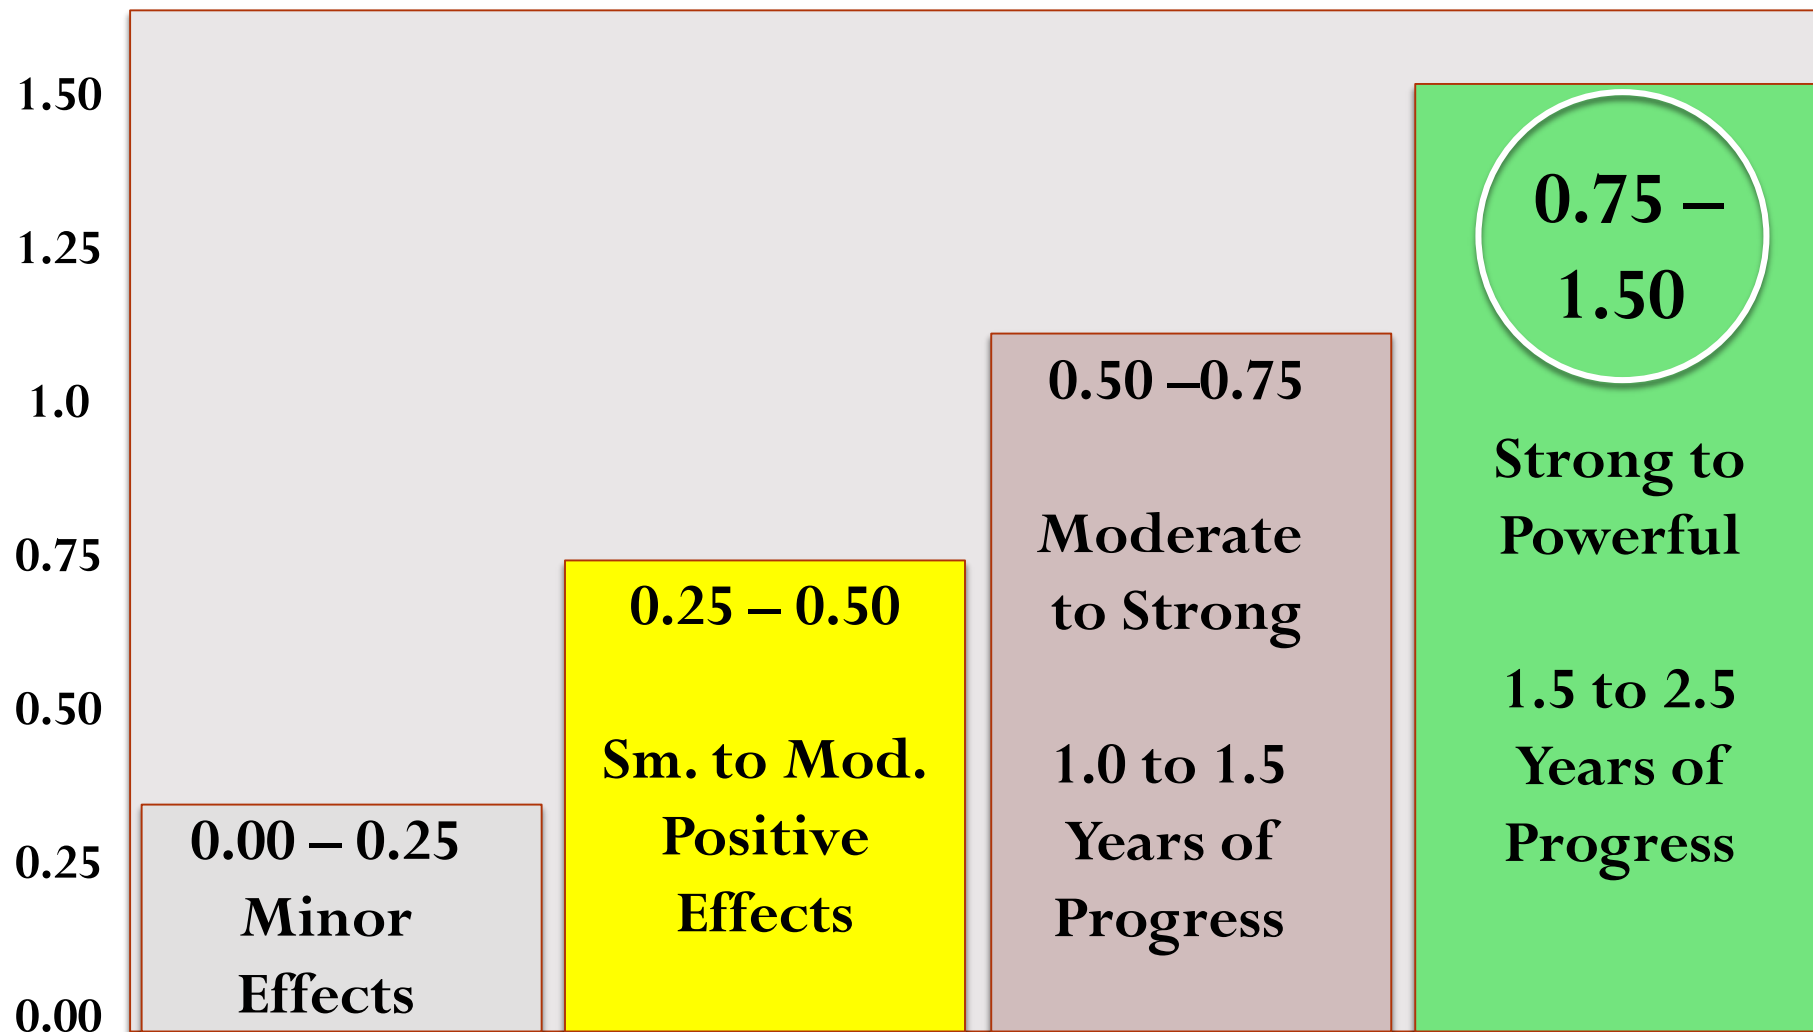 1.50
1.25
1.0
0.75
0.50
0.25
0.00
0.00 – 0.25
Minor
Effects
0.25 – 0.50
Sm. to Mod.
Positive
Effects
0.50 –0.75
Moderate
to Strong
1.0 to 1.5
Years of
Progress
0.75 –
1.50
Strong to
Powerful
1.5 to 2.5
Years of
Progress